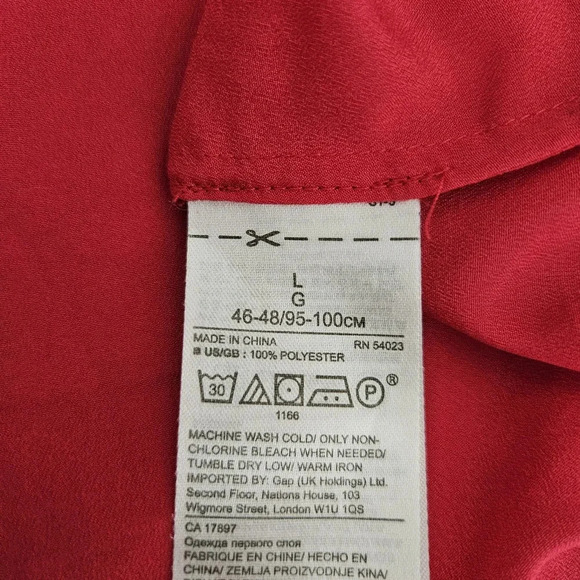 L
G
46-48/95-100CM
MADE IN CHINA RN 54023
US/GB : 100% POLYESTER
30 P ®
1166
MACHINE WASH COLD/ ONLY NON-
CHLORINE BLEACH WHEN NEEDED/
TUMBLE DRY LOW/ WARM IRON
IMPORTED BY: Gap (UK Holdings) Ltd.
Second Floor, Nations House, 103
Wigmore Street, London W1U 1QS
CA 17897
Одежда первого слоя
FABRIQUE EN CHINE/ HECHO EN
CHINA/ ZEMLJA PROIZVODNJE KINA/